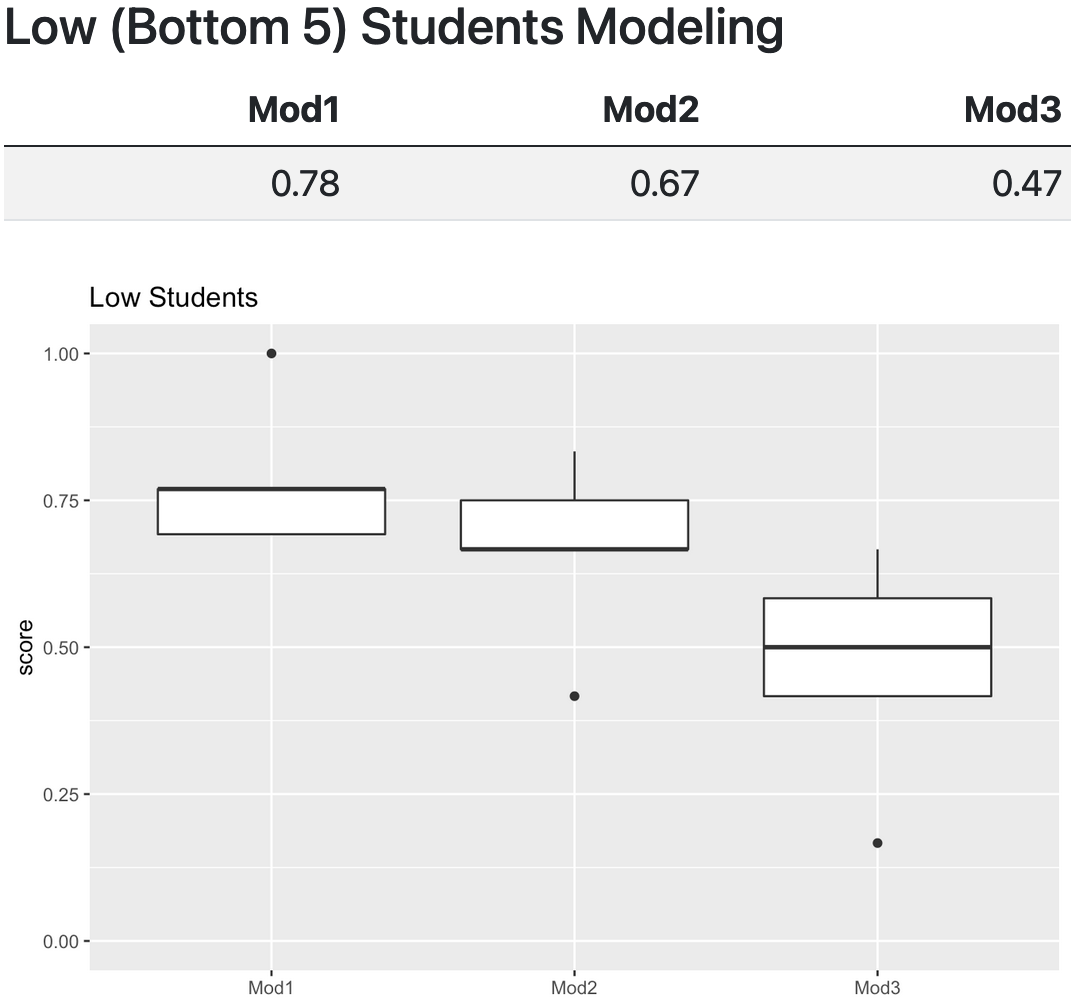 Low (Bottom 5) Students Modeling
Mod1 Mod2 Mod3
0.78 0.67 0.47
Low Students
1.00
0.75
0.50
0.25
0.00
score
Mod1 Mod2 Mod3